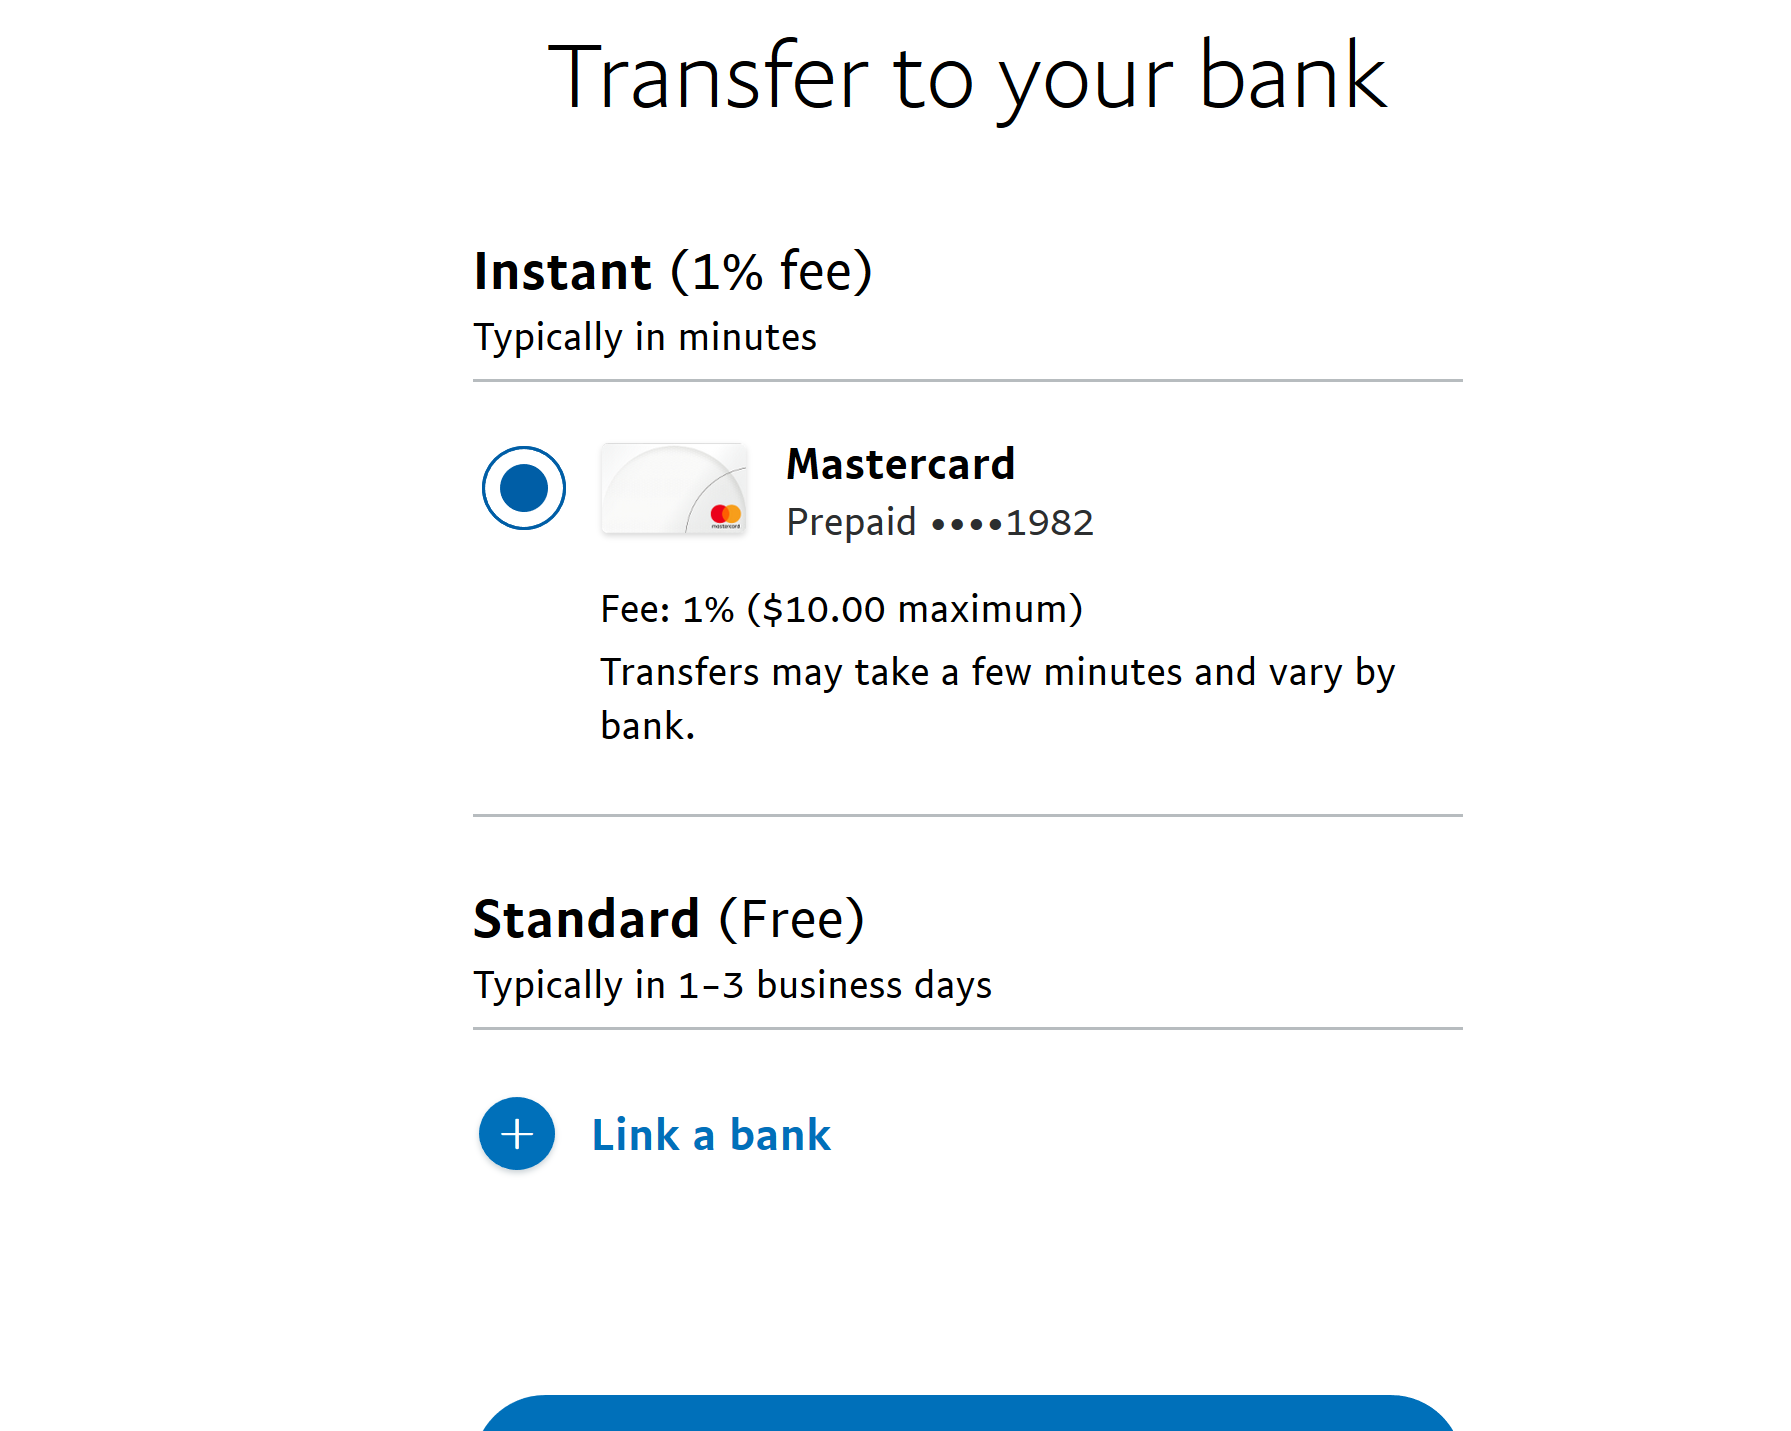 Transfer to your bank
Instant (1% fee)
Typically in minutes
Mastercard
Prepaid ••••1982
mastercard
Fee: 1% ($10.00 maximum)
Transfers may take a few minutes and vary by
bank.
Standard (Free)
Typically in 1–3 business days
Link a bank